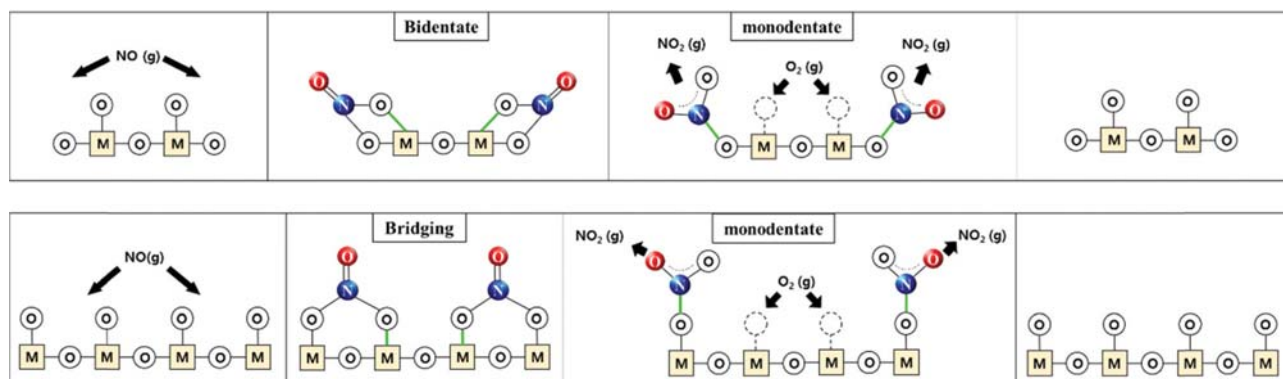 NO (g)
O O
O M O M O
Bidentate
O O
N O O N
O M O M O
monodentate
NO₂ (g) NO₂ (g)
O₂ (g)
O O
O N N O
O M O M O
O O
O M O M O
NO(g)
O O O O
M O M O M O M
Bridging
O O
N N
O O O O
M O M O M O M
monodentate
NO₂ (g) NO₂ (g)
O O O O
O₂ (g)
N N
O O
M O M O M O M
O O O O
M O M O M O M